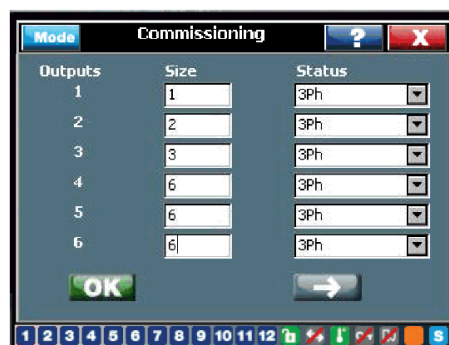 Mode Commissioning ? X
Outputs Size Status
1 1 3Ph
2 2 3Ph
3 3 3Ph
4 6 3Ph
5 6 3Ph
6 6 3Ph
OK
1 2 3 4 5 6 7 8 9 10 11 12 S